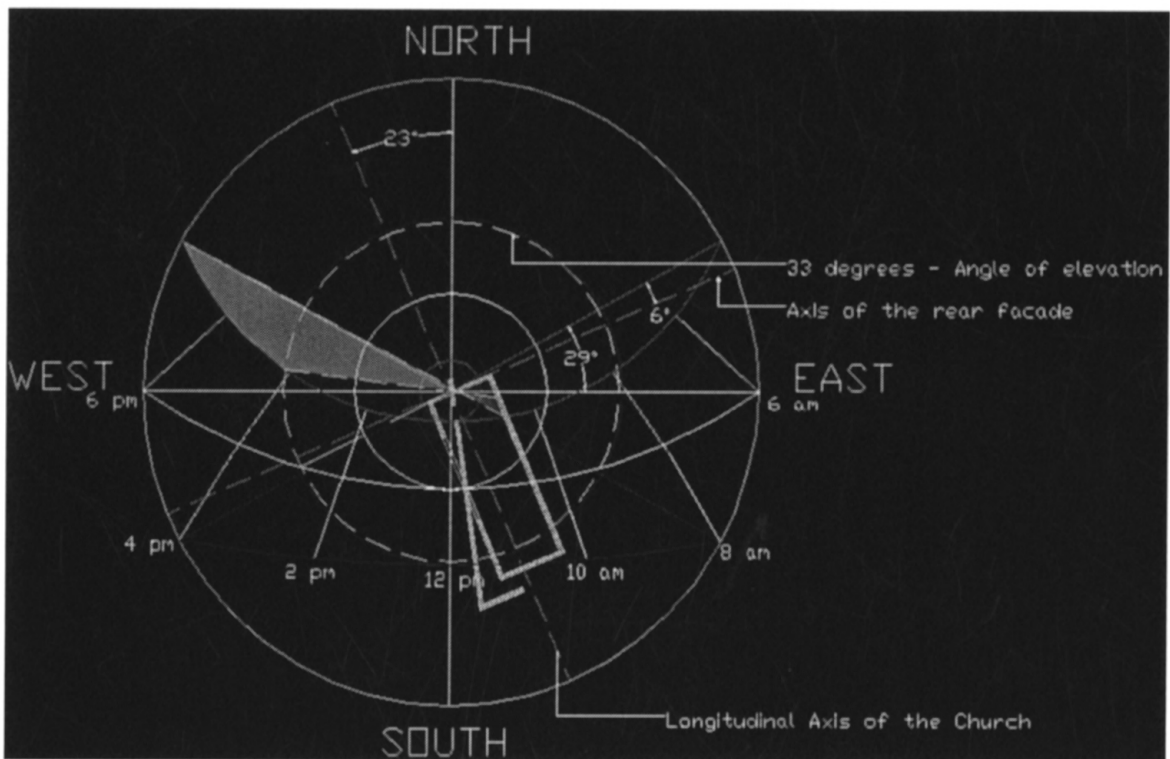 NORTH
23°
33 degrees - Angle of elevation
Axis of the rear facade
6°
29°
WEST
EAST
6 pm
6 am
4 pm
8 am
2 pm
12 pm
10 am
Longitudinal Axis of the Church
SOUTH